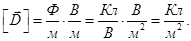 [D⃗] = Ф/м · В/м = Кл/В · В/м² = Кл/м².